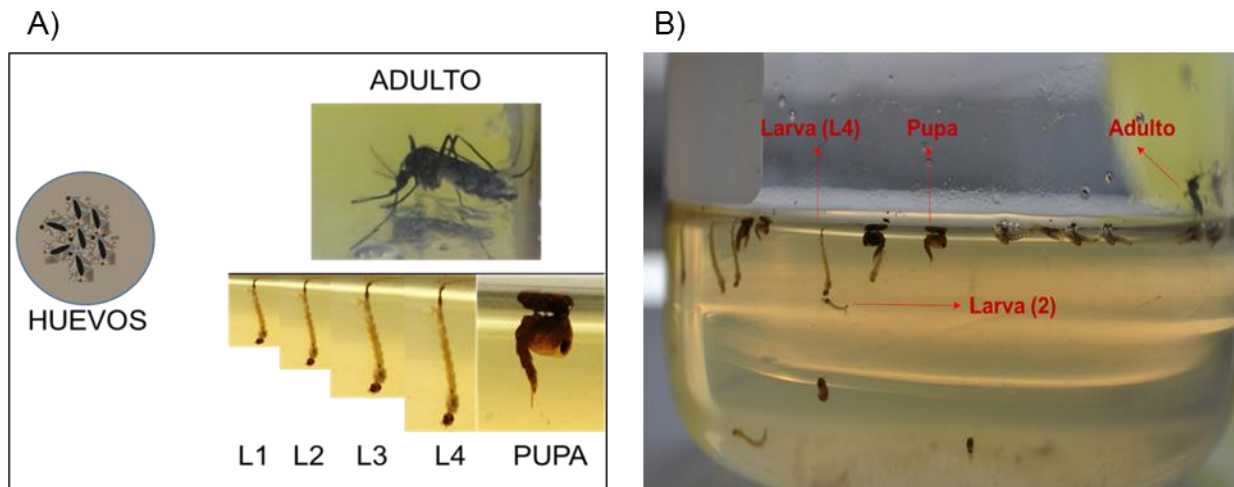 A)
ADULTO
HUEVOS
L1 L2 L3 L4 PUPA
B)
Larva (L4) Pupa Adulto
Larva (2)